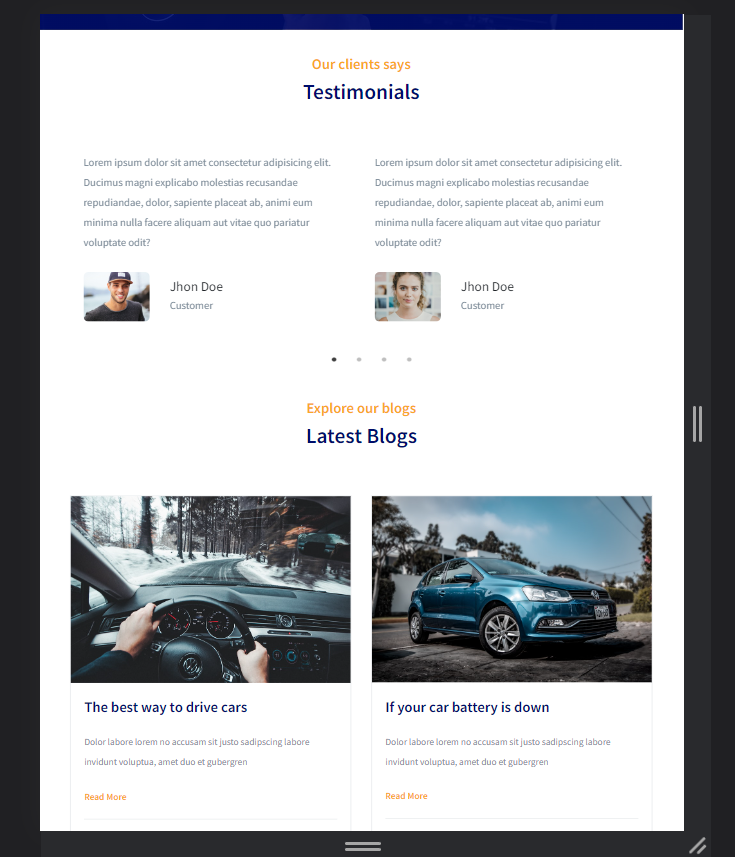 Our clients says
Testimonials
Lorem ipsum dolor sit amet consectetur adipisicing elit.
Ducimus magni explicabo molestias recusandae
repudiandae, dolor, sapiente placeat ab, animi eum
minima nulla facere aliquam aut vitae quo pariatur
voluptate odit?
Jhon Doe
Customer
Lorem ipsum dolor sit amet consectetur adipisicing elit.
Ducimus magni explicabo molestias recusandae
repudiandae, dolor, sapiente placeat ab, animi eum
minima nulla facere aliquam aut vitae quo pariatur
voluptate odit?
Jhon Doe
Customer
Explore our blogs
Latest Blogs
The best way to drive cars
Dolor labore lorem no accusam sit justo sadipscing labore
invidunt voluptua, amet duo et gubergren
Read More
If your car battery is down
Dolor labore lorem no accusam sit justo sadipscing labore
invidunt voluptua, amet duo et gubergren
Read More